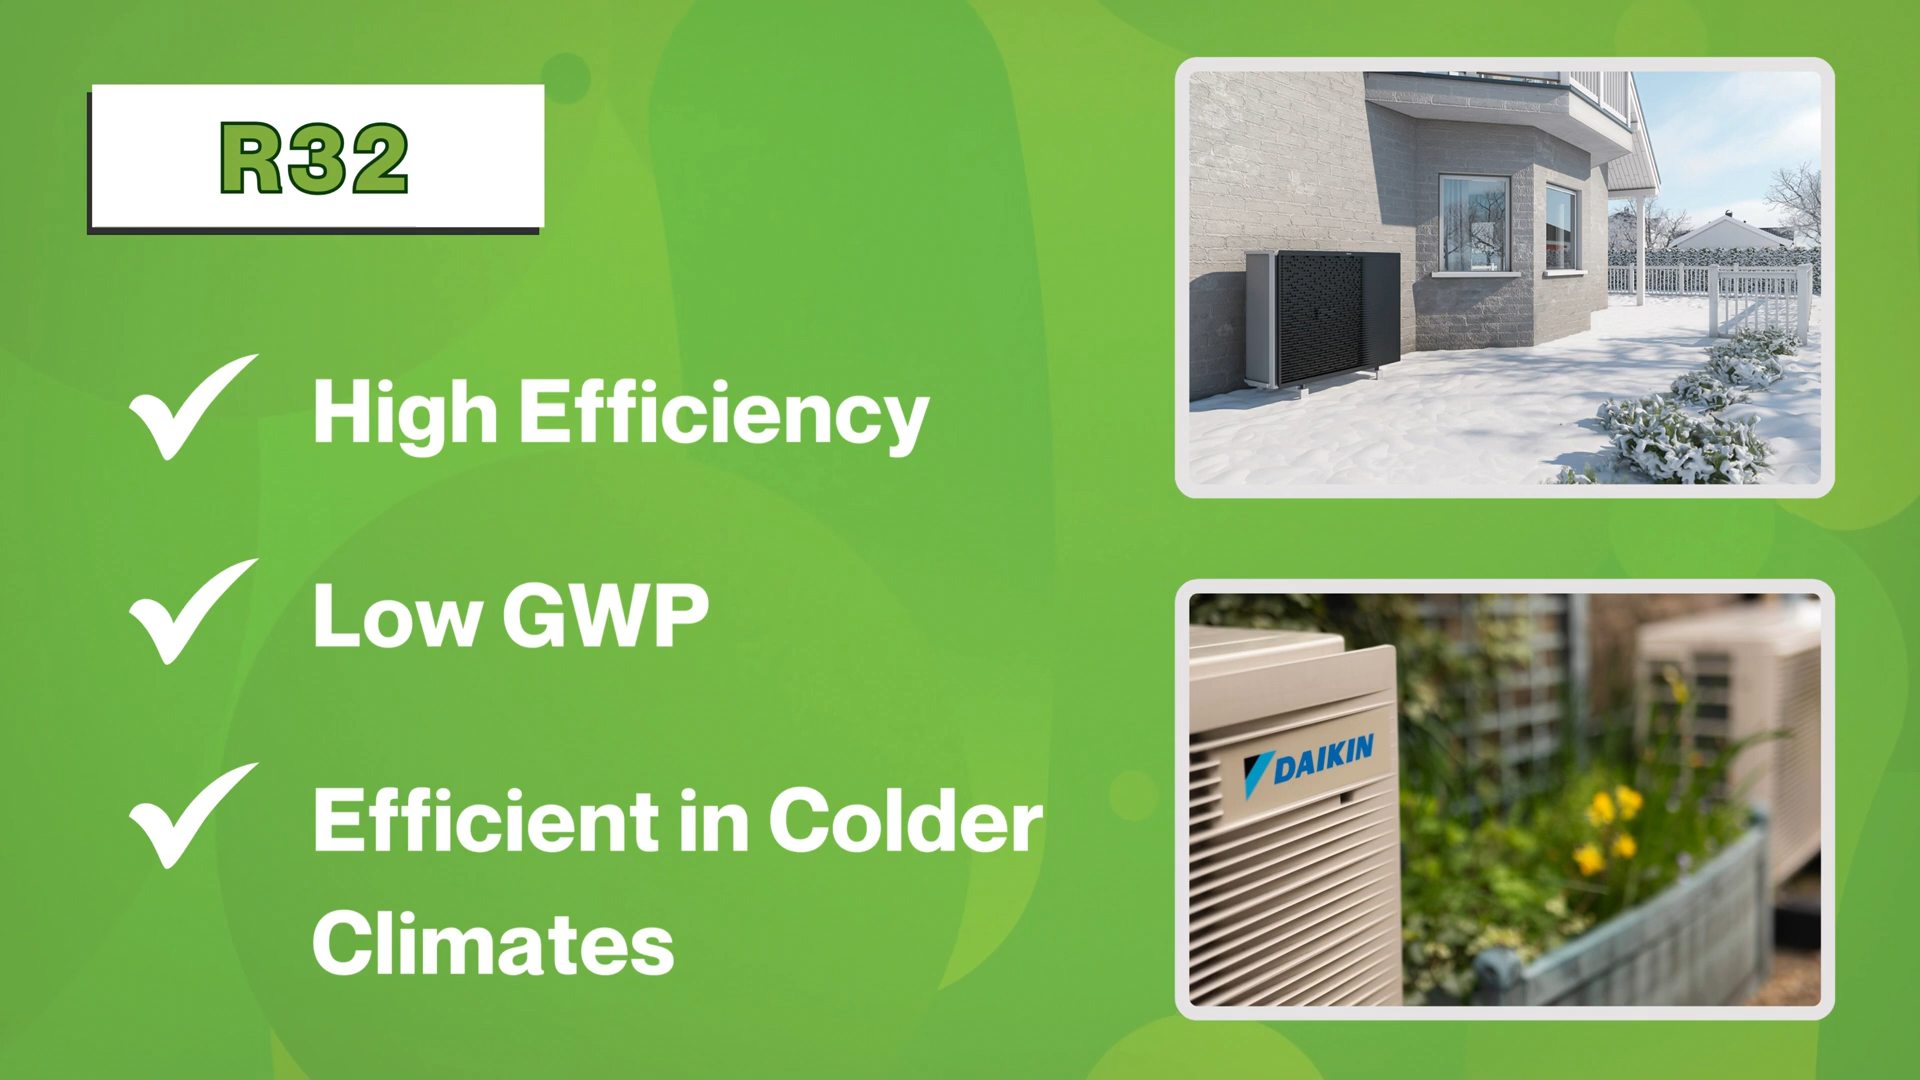 R32
High Efficiency
Low GWP
Efficient in Colder
Climates
DAIKIN